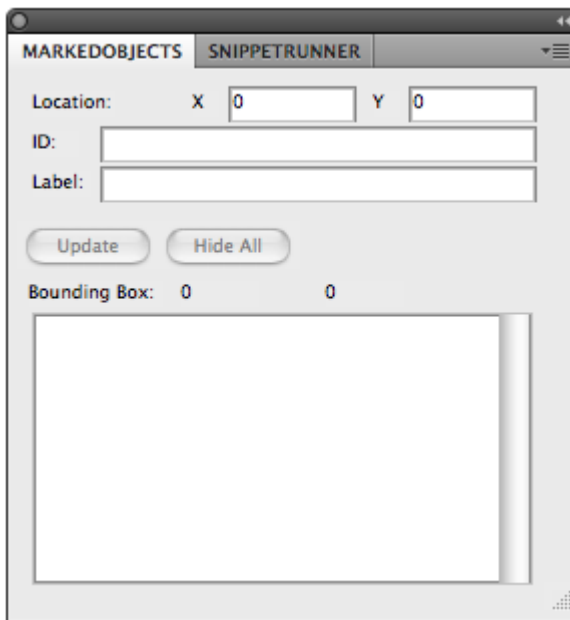 MARKEDOBJECTS SNIPPETRUNNER
Location: X 0 Y 0
ID:
Label:
Update Hide All
Bounding Box: 0 0